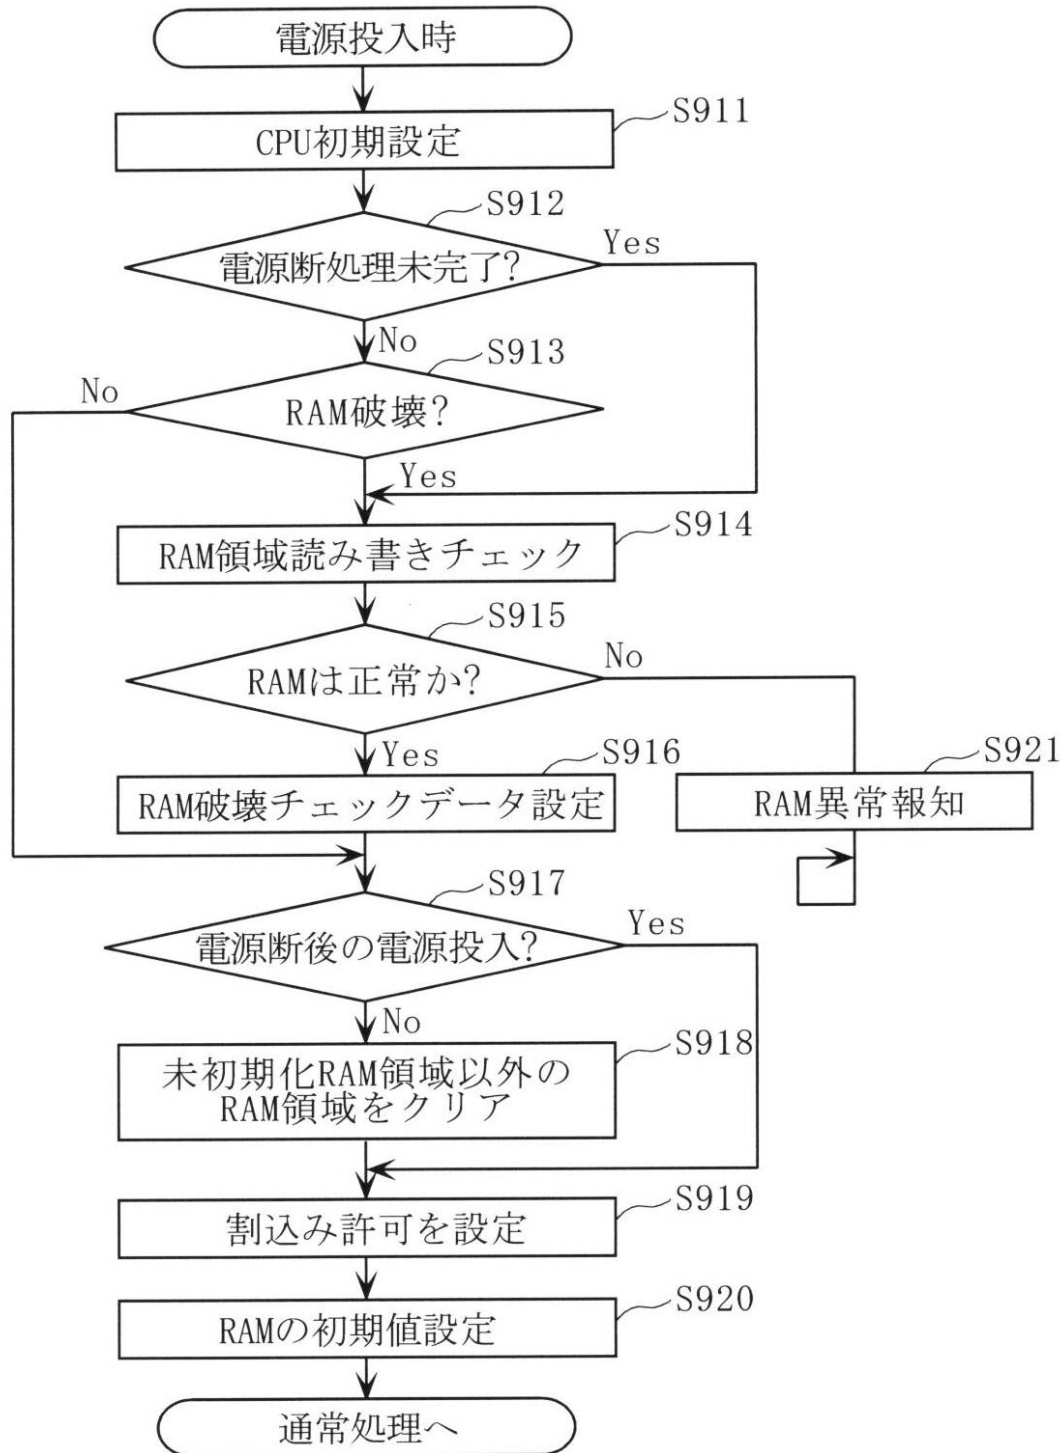 電源投入時
S911
CPU初期設定
S912
電源断処理未完了?
Yes
No
S913
No
RAM破壊?
Yes
S914
RAM領域読み書きチェック
S915
RAMは正常か?
No
Yes
S916
RAM破壊チェックデータ設定
S921
RAM異常報知
S917
電源断後の電源投入?
Yes
No
S918
未初期化RAM領域以外の
RAM領域をクリア
S919
割込み許可を設定
S920
RAMの初期値設定
通常処理へ